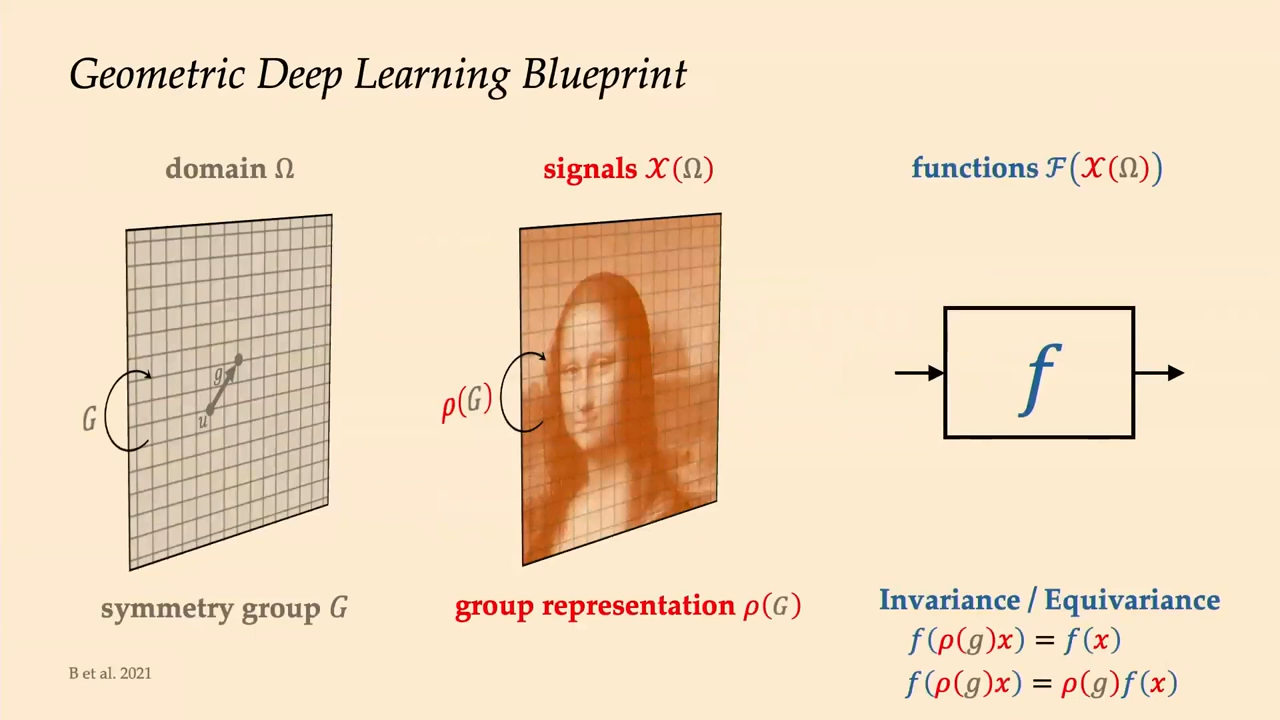 Geometric Deep Learning Blueprint
domain Ω
signals 𝒳(Ω)
functions ℱ(𝒳(Ω))
g
u
G
ρ(G)
f
symmetry group G
group representation ρ(G)
Invariance / Equivariance
f(ρ(g)x) = f(x)
f(ρ(g)x) = ρ(g)f(x)
B et al. 2021